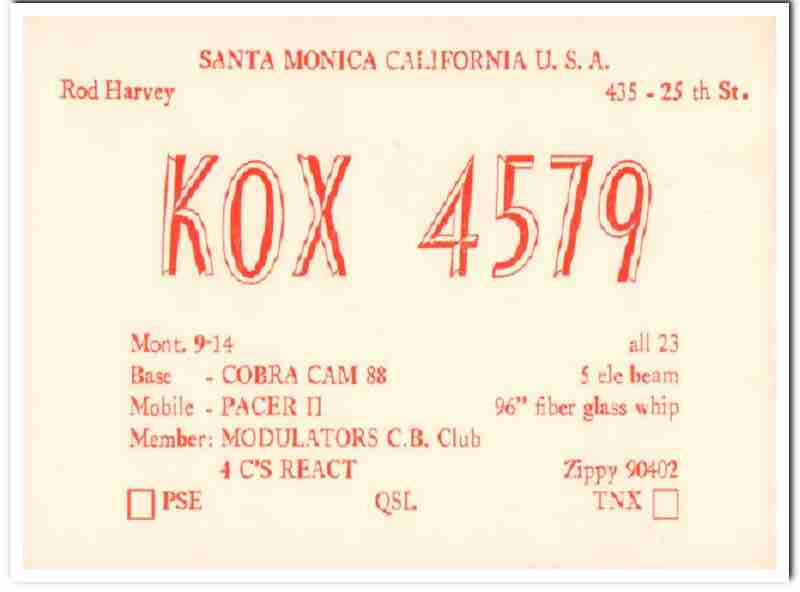 SANTA MONICA CALIFORNIA U. S. A.
Rod Harvey 435 - 25 th St.
KOX 4579
Mont. 9-14 all 23
Base - COBRA CAM 88 5 ele beam
Mobile - PACER II 96" fiber glass whip
Member: MODULATORS C.B. Club
4 C'S REACT Zippy 90402
PSE QSL TNX